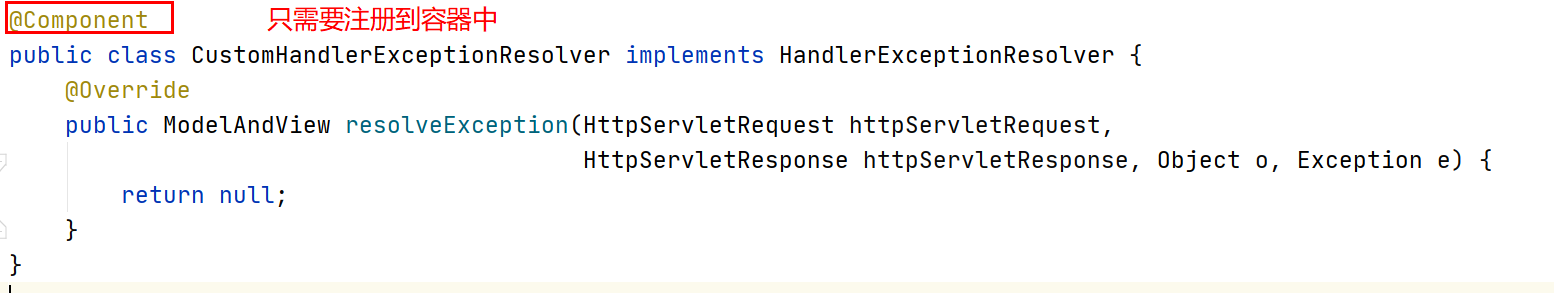 @Component 只需要注册到容器中
public class CustomHandlerExceptionResolver implements HandlerExceptionResolver {
@Override
public ModelAndView resolveException(HttpServletRequest httpServletRequest,
HttpServletResponse httpServletResponse, Object o, Exception e) {
return null;
}
}